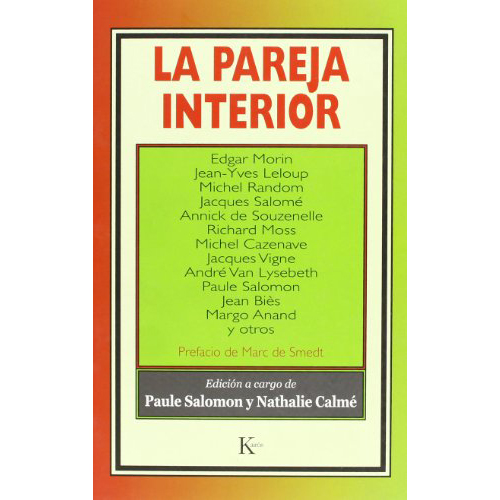 LA PAREJA
INTERIOR
Edgar Morin
Jean-Yves Leloup
Michel Random
Jacques Salomé
Annick de Souzenelle
Richard Moss
Michel Cazenave
Jacques Vigne
André Van Lysebeth
Paule Salomon
Jean Biès
Margo Anand
y otros
Prefacio de Marc de Smedt
Edición a cargo de
Paule Salomon y Nathalie Calmé
Kairós